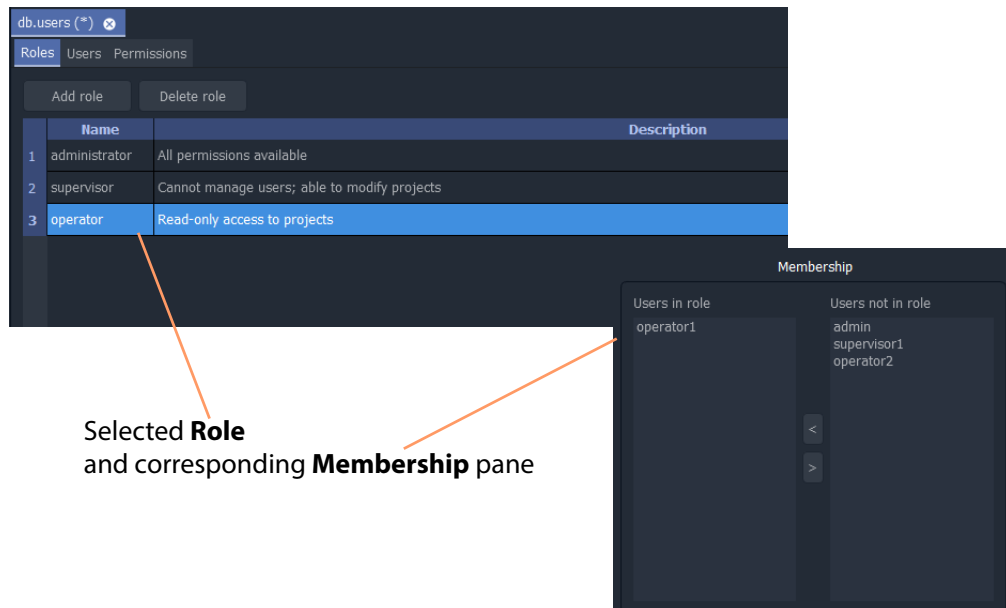 db.users (*)
Roles Users Permissions
Add role Delete role
Name Description
1 administrator All permissions available
2 supervisor Cannot manage users; able to modify projects
3 operator Read-only access to projects
Membership
Users in role Users not in role
operator1 admin
supervisor1
operator2
<
>
Selected Role
and corresponding Membership pane